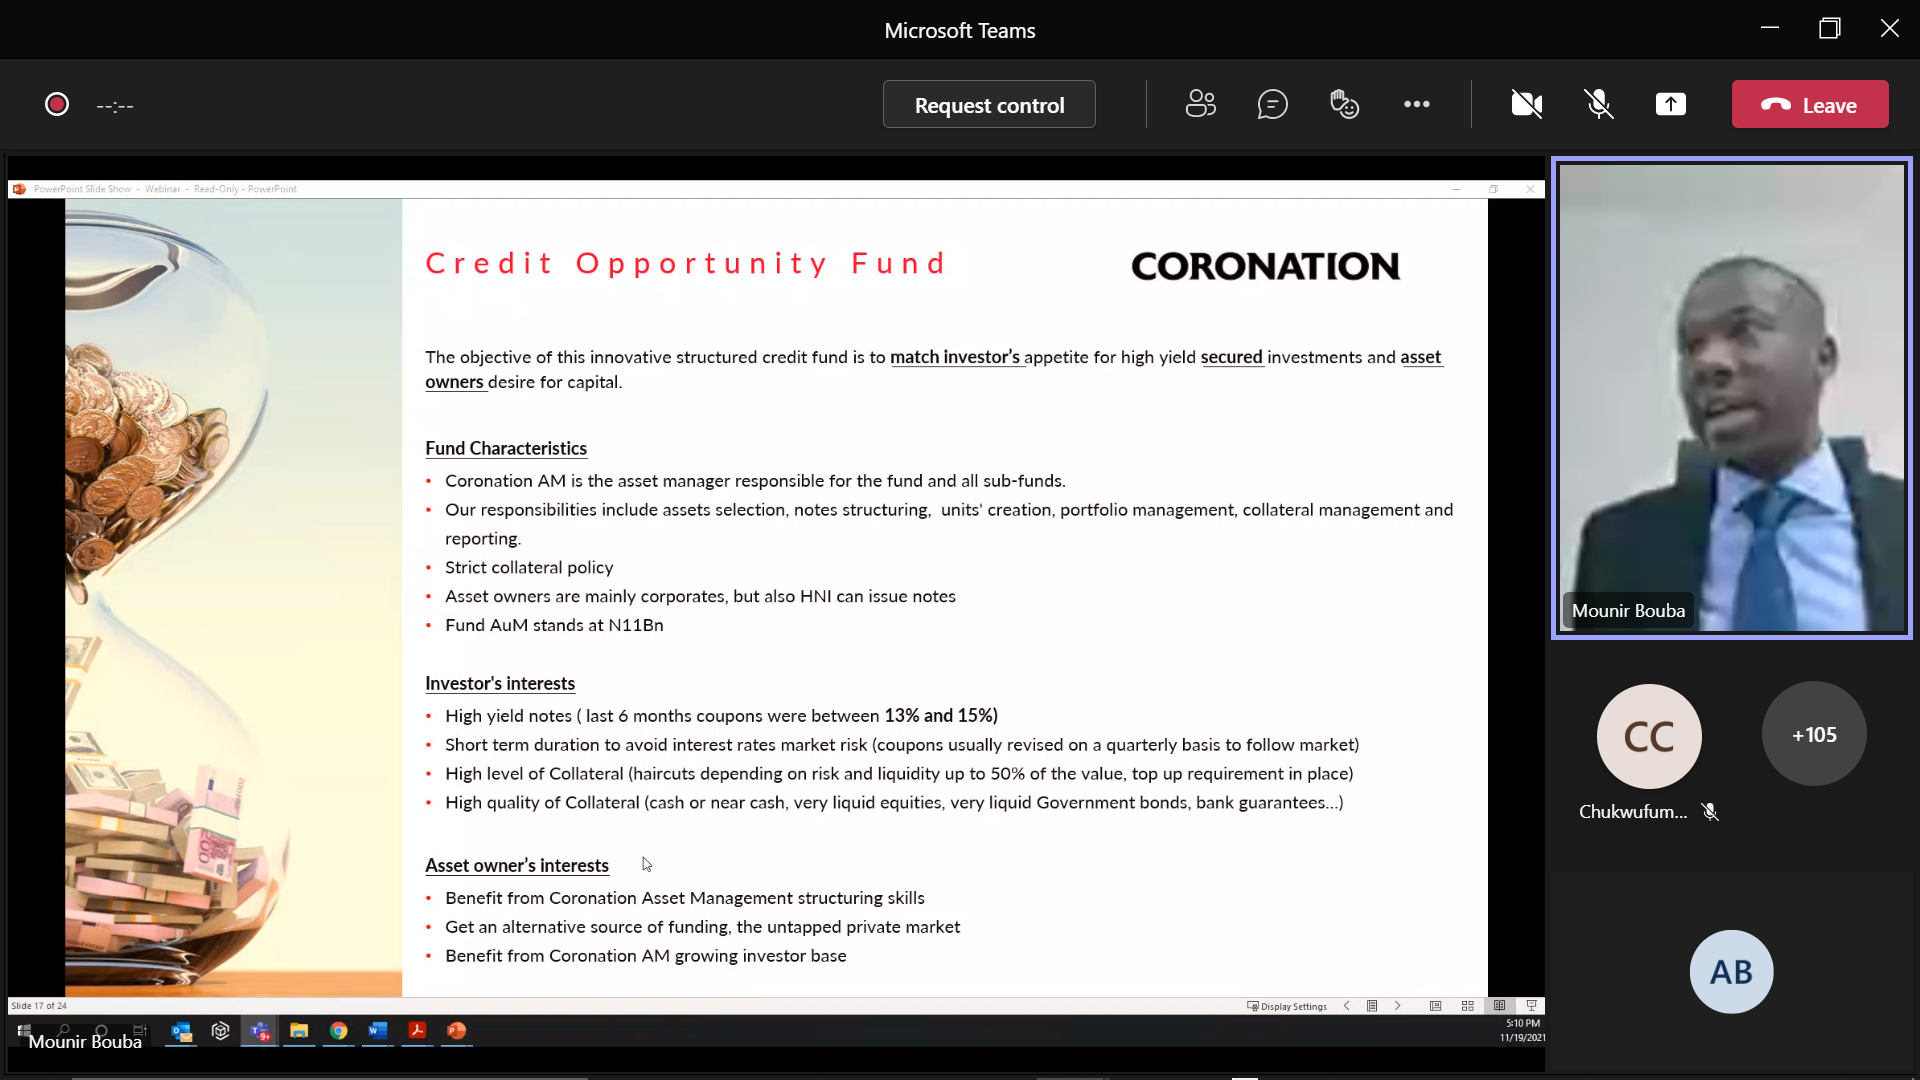 Microsoft Teams
--:--
Request control
Leave
PowerPoint Slide Show - Webinar - Read-Only - PowerPoint
Credit Opportunity Fund
CORONATION
The objective of this innovative structured credit fund is to match investor’s appetite for high yield secured investments and asset
owners desire for capital.
Fund Characteristics
• Coronation AM is the asset manager responsible for the fund and all sub-funds.
• Our responsibilities include assets selection, notes structuring, units' creation, portfolio management, collateral management and
reporting.
• Strict collateral policy
• Asset owners are mainly corporates, but also HNI can issue notes
• Fund AuM stands at N11Bn
Investor's interests
• High yield notes ( last 6 months coupons were between 13% and 15%)
• Short term duration to avoid interest rates market risk (coupons usually revised on a quarterly basis to follow market)
• High level of Collateral (haircuts depending on risk and liquidity up to 50% of the value, top up requirement in place)
• High quality of Collateral (cash or near cash, very liquid equities, very liquid Government bonds, bank guarantees...)
Asset owner’s interests
• Benefit from Coronation Asset Management structuring skills
• Get an alternative source of funding, the untapped private market
• Benefit from Coronation AM growing investor base
Slide 17 of 24
Display Settings
5:10 PM
11/19/2021
Mounir Bouba
Mounir Bouba
CC
+105
Chukwufum...
AB